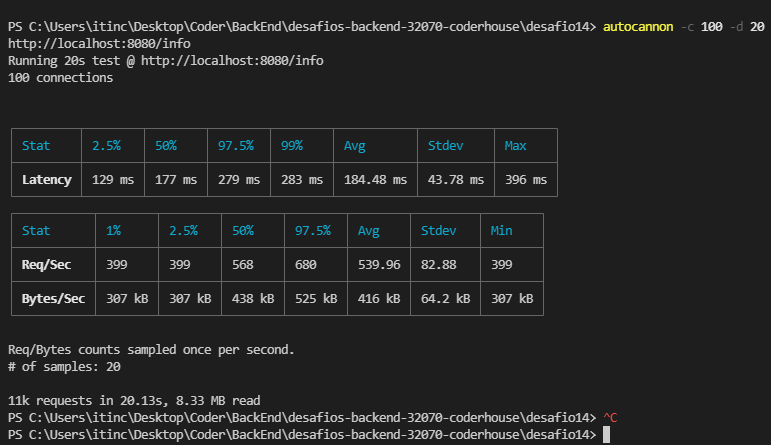 PS C:\Users\itinc\Desktop\Coder\BackEnd\desafios-backend-32070-coderhouse\desafio14> autocannon -c 100 -d 20
http://localhost:8080/info
Running 20s test @ http://localhost:8080/info
100 connections
Stat 2.5% 50% 97.5% 99% Avg Stdev Max
Latency 129 ms 177 ms 279 ms 283 ms 184.48 ms 43.78 ms 396 ms
Stat 1% 2.5% 50% 97.5% Avg Stdev Min
Req/Sec 399 399 568 680 539.96 82.88 399
Bytes/Sec 307 kB 307 kB 438 kB 525 kB 416 kB 64.2 kB 307 kB
Req/Bytes counts sampled once per second.
# of samples: 20
11k requests in 20.13s, 8.33 MB read
PS C:\Users\itinc\Desktop\Coder\BackEnd\desafios-backend-32070-coderhouse\desafio14> ^C
PS C:\Users\itinc\Desktop\Coder\BackEnd\desafios-backend-32070-coderhouse\desafio14>